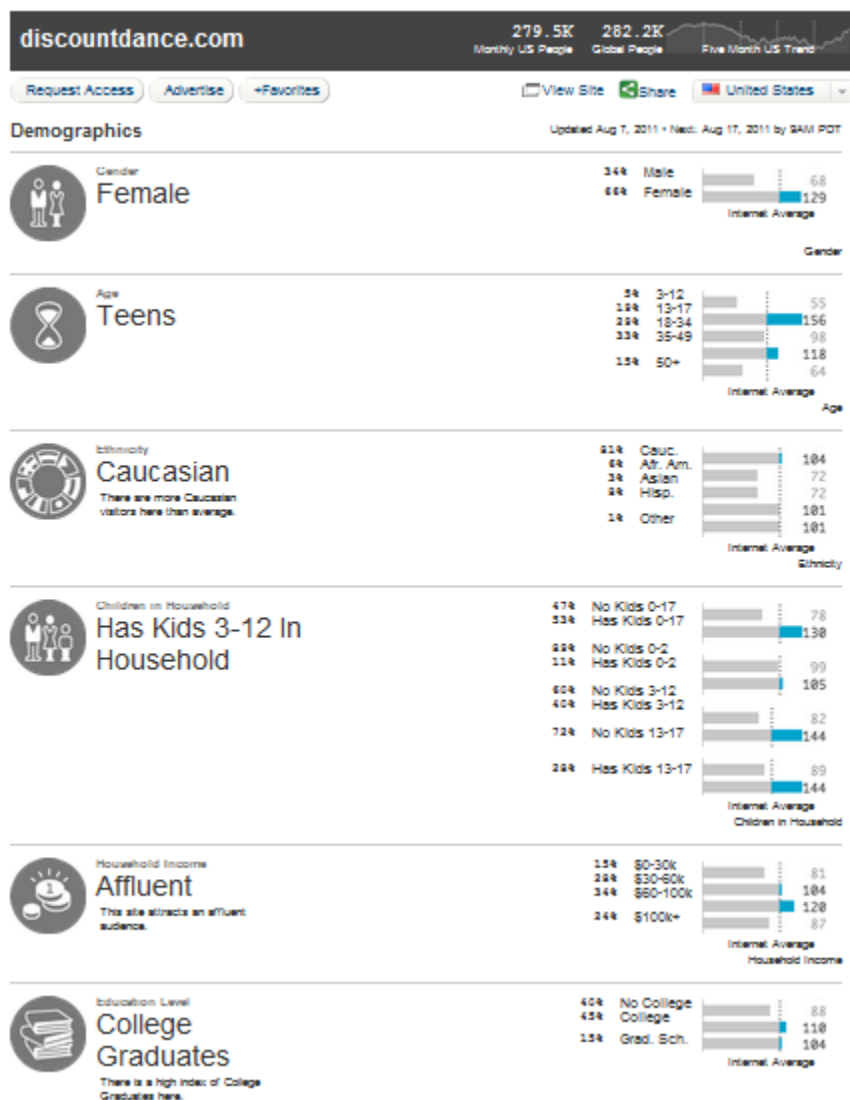 discountdance.com
279.5K 282.2K
Monthly US People Global People Five Month US Trend
Request Access Advertise +Favorites View Site Share United States
Demographics Updated Aug 7, 2011 • Next: Aug 17, 2011 by 9AM PDT
Gender
Female
34% Male 68
66% Female 129
Internet Average
Gender
Age
Teens
5% 3-12 55
13-17 156
18-34 98
33% 35-49 118
15% 50+ 64
Internet Average
Age
Ethnicity
Caucasian
There are more Caucasian
visitors here than average.
81% Cauc. 104
6% Afr. Am. 72
3% Asian 72
Hisp. 101
1% Other 101
Internet Average
Ethnicity
Children in Household
Has Kids 3-12 In
Household
47% No Kids 0-17 78
53% Has Kids 0-17 130
No Kids 0-2 99
11% Has Kids 0-2 105
60% No Kids 3-12 82
40% Has Kids 3-12 144
72% No Kids 13-17 89
28% Has Kids 13-17 144
Internet Average
Children in Household
Household Income
Affluent
This site attracts an affluent
audience.
15% $0-30k 81
$30-60k 104
$60-100k 120
$100k+ 87
Internet Average
Household Income
Education Level
College
Graduates
There is a high index of College
Graduates here.
40% No College 88
45% College 110
15% Grad. Sch. 104
Internet Average